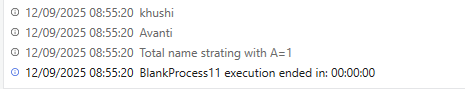 12/09/2025 08:55:20 khushi
12/09/2025 08:55:20 Avanti
12/09/2025 08:55:20 Total name strating with A=1
12/09/2025 08:55:20 BlankProcess11 execution ended in: 00:00:00